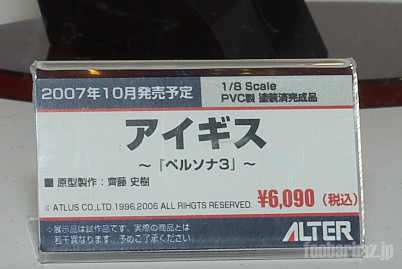 2007年10月発売予定
1/8 Scale
PVC製 塗装済完成品
アイギス
～『ペルソナ3』～
■ 原型製作：齊藤 史樹
© ATLUS CO.,LTD.1996,2006 ALL RIHGTS RESERVED.
¥6,090（税込）
※展示品は試作品です。実際の商品とは
若干異なります。予めご了承ください。
ALTER
foobarbaz.jp